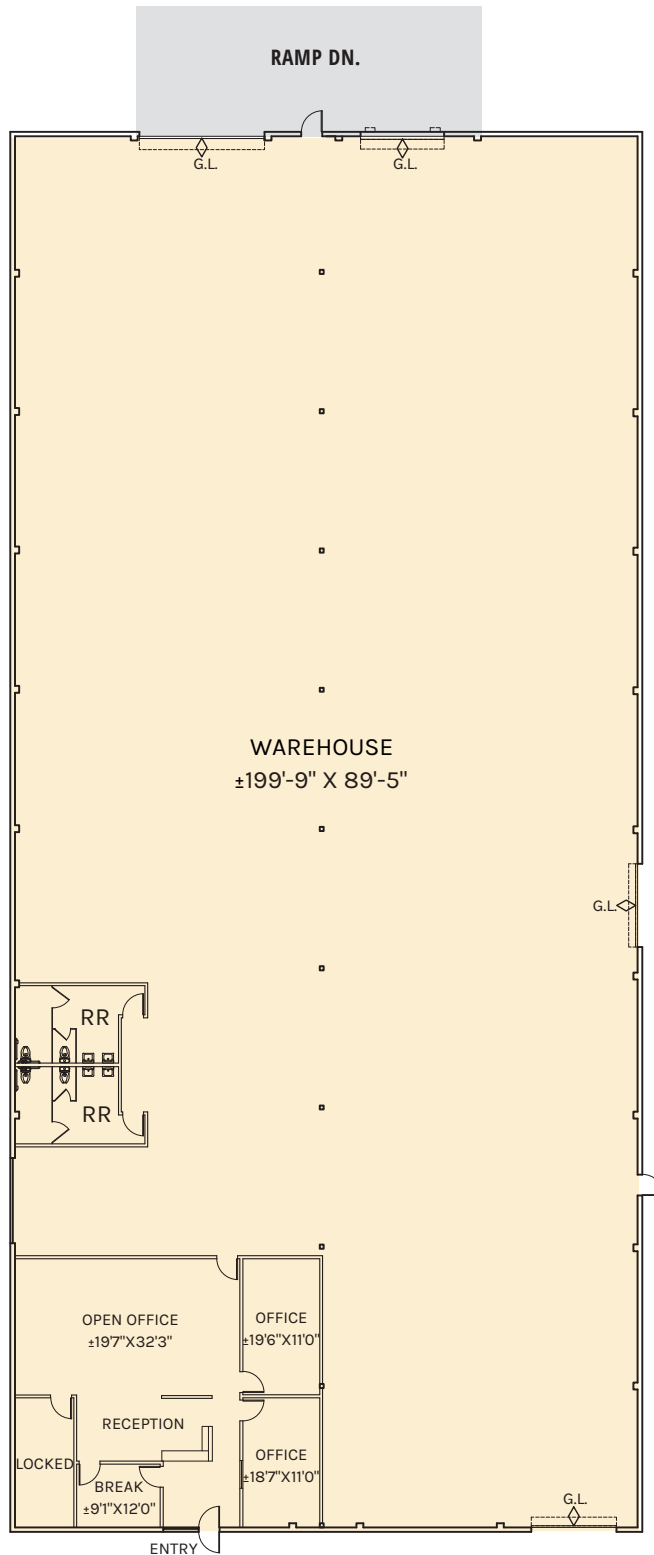 RAMP DN.
G.L.
G.L.
WAREHOUSE
±199'-9" X 89'-5"
G.L.
RR
RR
OPEN OFFICE
±19'7"X32'3"
OFFICE
±19'6"X11'0"
RECEPTION
LOCKED
OFFICE
±18'7"X11'0"
BREAK
±9'1"X12'0"
G.L.
ENTRY